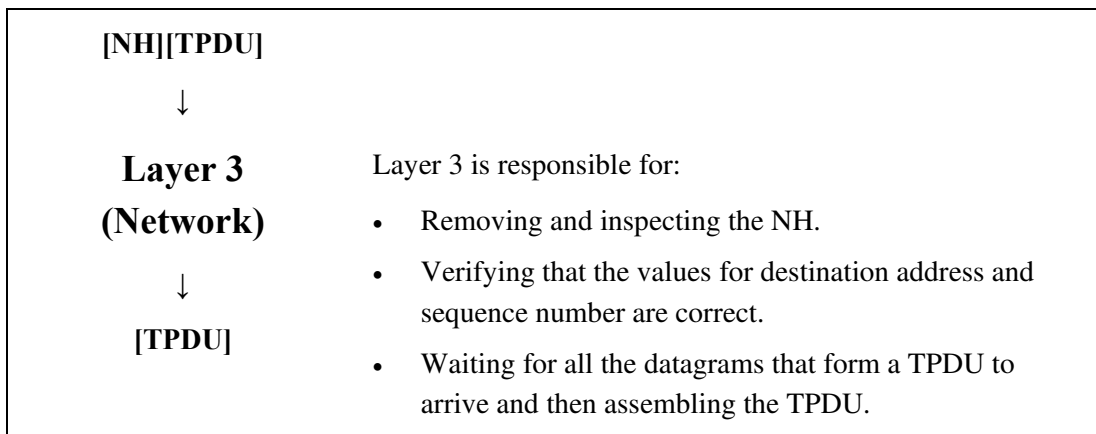 [NH][TPDU]
↓
Layer 3
(Network)
↓
[TPDU]
Layer 3 is responsible for:
• Removing and inspecting the NH.
• Verifying that the values for destination address and
sequence number are correct.
• Waiting for all the datagrams that form a TPDU to
arrive and then assembling the TPDU.